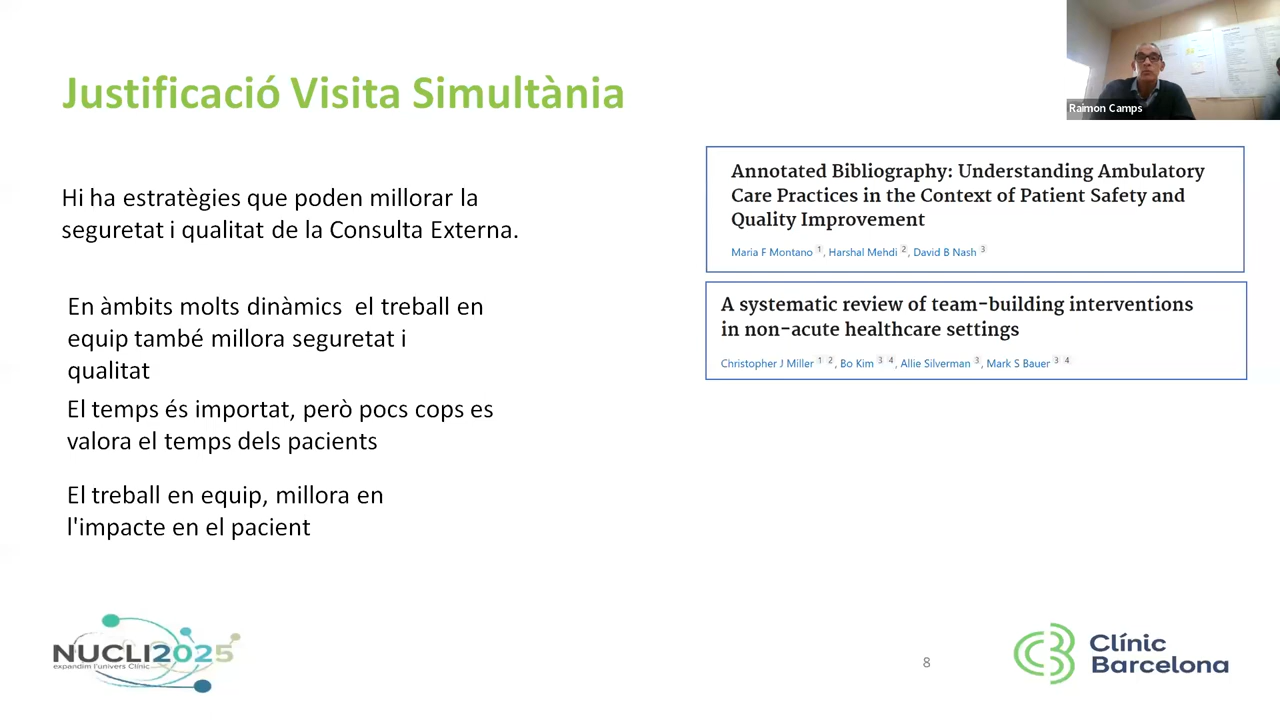 Justificació Visita Simultània
Raimon Camps
Hi ha estratègies que poden millorar la
seguretat i qualitat de la Consulta Externa.
En àmbits molts dinàmics  el treball en
equip també millora seguretat i
qualitat
El temps és importat, però pocs cops es
valora el temps dels pacients
El treball en equip, millora en
l'impacte en el pacient
Annotated Bibliography: Understanding Ambulatory
Care Practices in the Context of Patient Safety and
Quality Improvement
Maria F Montano 1, Harshal Mehdi 2, David B Nash 3
A systematic review of team-building interventions
in non-acute healthcare settings
Christopher J Miller 1 2, Bo Kim 3 4, Allie Silverman 3, Mark S Bauer 3 4
NUCLI2025
expandim l'univers Clínic
8
Clínic
Barcelona